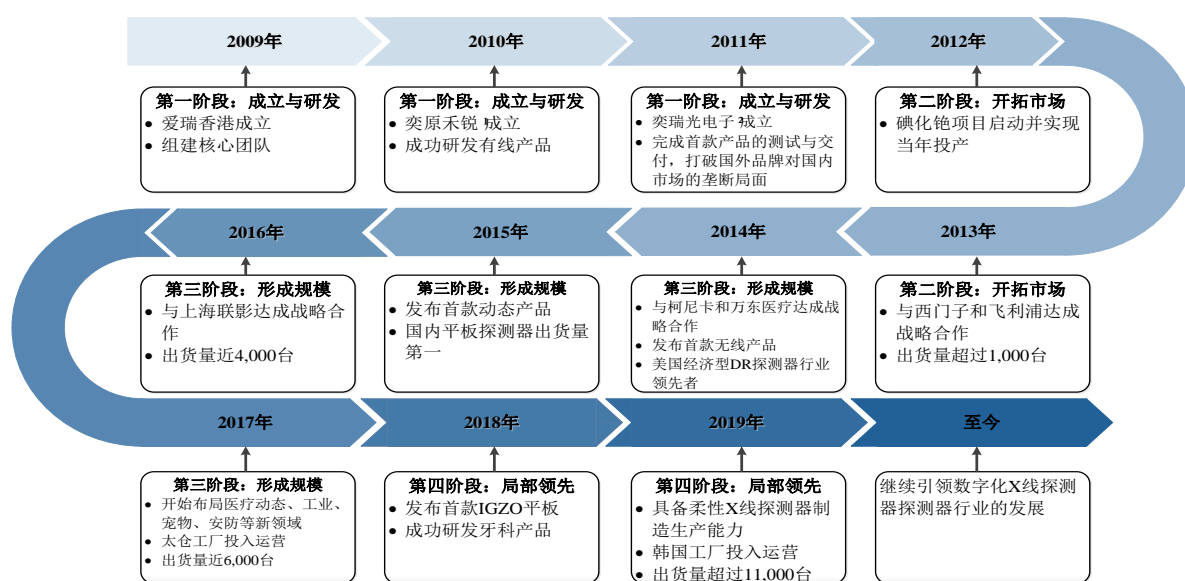 2009年
2010年
2011年
2012年
第一阶段：成立与研发
爱瑞香港成立
组建核心团队
第一阶段：成立与研发
奕原禾锐成立
成功研发有线产品
第一阶段：成立与研发
奕瑞光电子成立
完成首款产品的测试与
交付，打破国外品牌对国内
市场的垄断局面
第二阶段：开拓市场
碘化铯项目启动并实现
当年投产
2016年
2015年
2014年
2013年
第三阶段：形成规模
与上海联影达成战略合
作
出货量近4,000台
第三阶段：形成规模
发布首款动态产品
国内平板探测器出货量
第一
第三阶段：形成规模
与柯尼卡和万东医疗达成战
略合作
发布首款无线产品
美国经济型DR探测器行业
领先者
第二阶段：开拓市场
与西门子和飞利浦达成
战略合作
出货量超过1,000台
2017年
2018年
2019年
至今
第三阶段：形成规模
开始布局医疗动态、工业、
宠物、安防等新领域
太仓工厂投入运营
出货量近6,000台
第四阶段：局部领先
发布首款IGZO平板
成功研发牙科产品
第四阶段：局部领先
具备柔性X线探测器制
造生产能力
韩国工厂投入运营
出货量超过11,000台
继续引领数字化X线探测
器探测器行业的发展